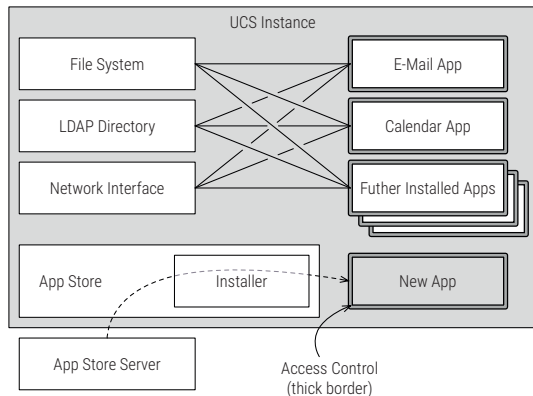 UCS Instance
File System
E-Mail App
LDAP Directory
Calendar App
Network Interface
Futher Installed Apps
App Store
Installer
New App
App Store Server
Access Control
(thick border)